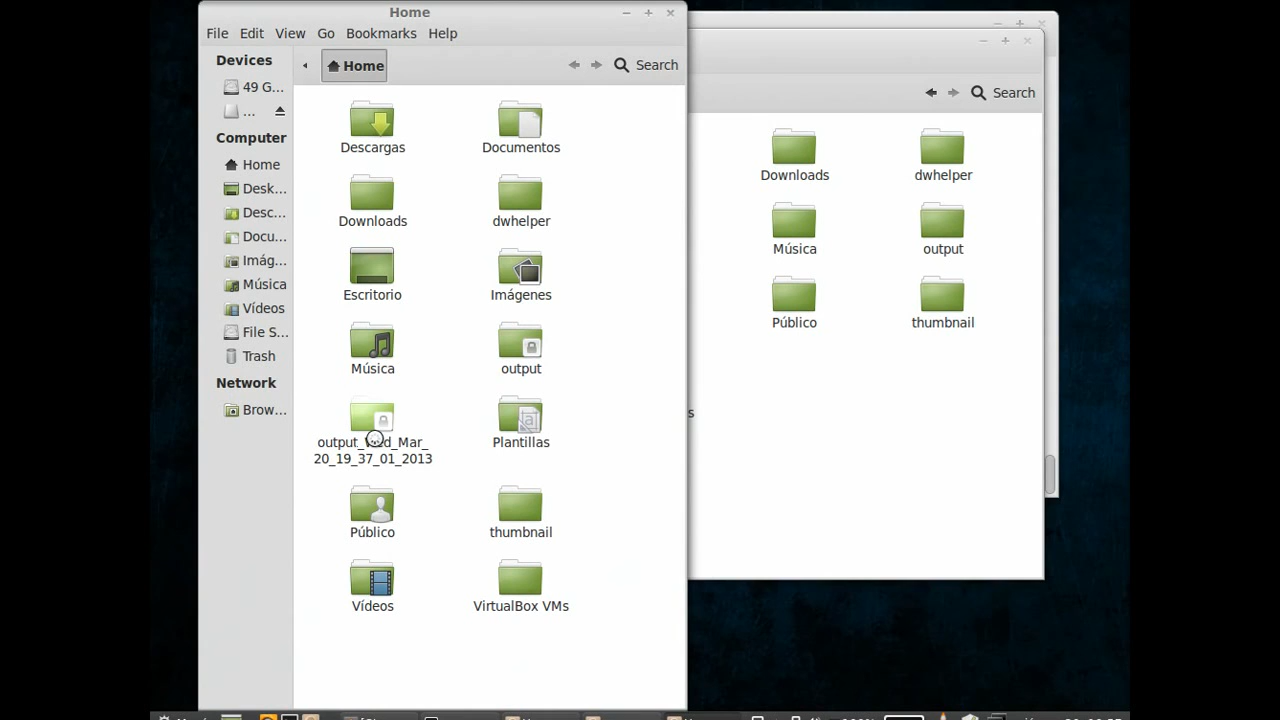 Home
File Edit View Go Bookmarks Help
Devices
49 G...
...
Computer
Home
Desk...
Desc...
Docu...
Imág...
Música
Vídeos
File S...
Trash
Network
Brow...
Home
Search
Descargas Documentos
Downloads dwhelper
Escritorio Imágenes
Música output
output_Wed_Mar_
20_19_37_01_2013
Plantillas
Público thumbnail
Vídeos VirtualBox VMs
Search
Downloads dwhelper
Música output
Público thumbnail
s